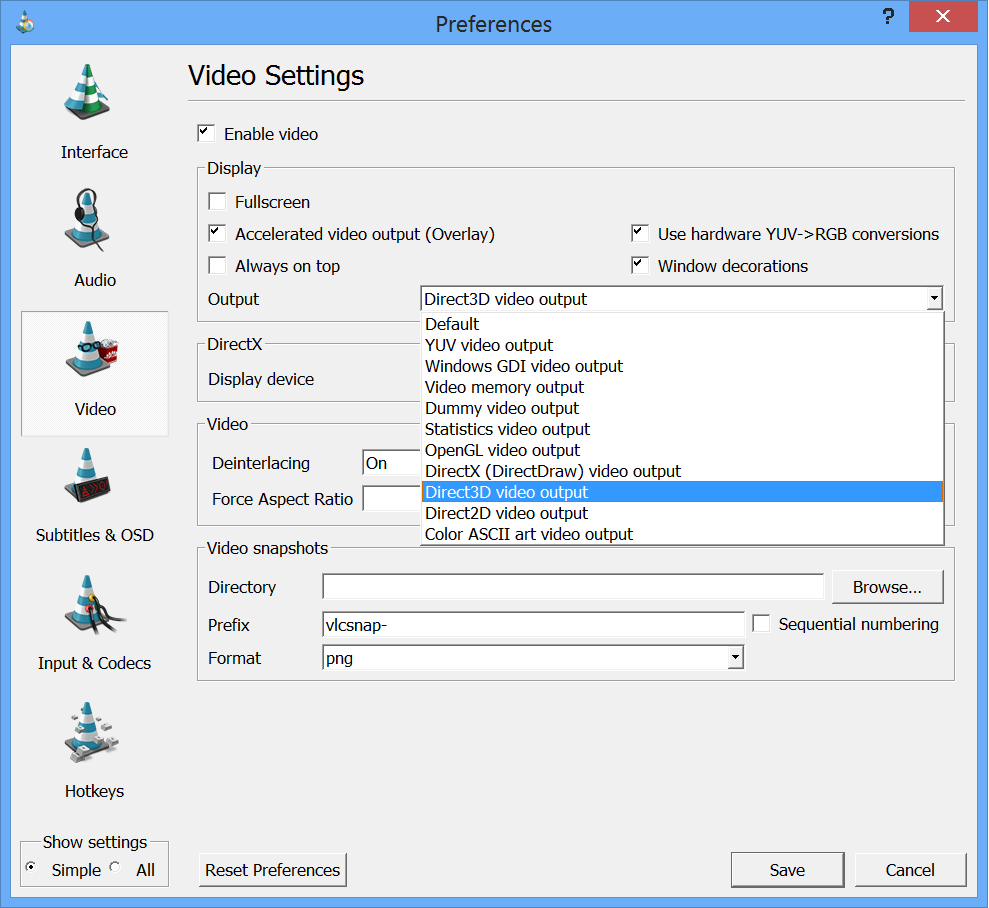 Preferences
?
Video Settings
Interface
Audio
Video
Subtitles & OSD
Input & Codecs
Hotkeys
Show settings
Simple
All
Enable video
Display
Fullscreen
Accelerated video output (Overlay)
Use hardware YUV->RGB conversions
Always on top
Window decorations
Output
Direct3D video output
Default
YUV video output
Windows GDI video output
Video memory output
Dummy video output
Statistics video output
OpenGL video output
DirectX (DirectDraw) video output
Direct3D video output
Direct2D video output
Color ASCII art video output
DirectX
Display device
Video
Deinterlacing
On
Force Aspect Ratio
Video snapshots
Directory
Browse...
Prefix
vlcsnap-
Sequential numbering
Format
png
Reset Preferences
Save
Cancel